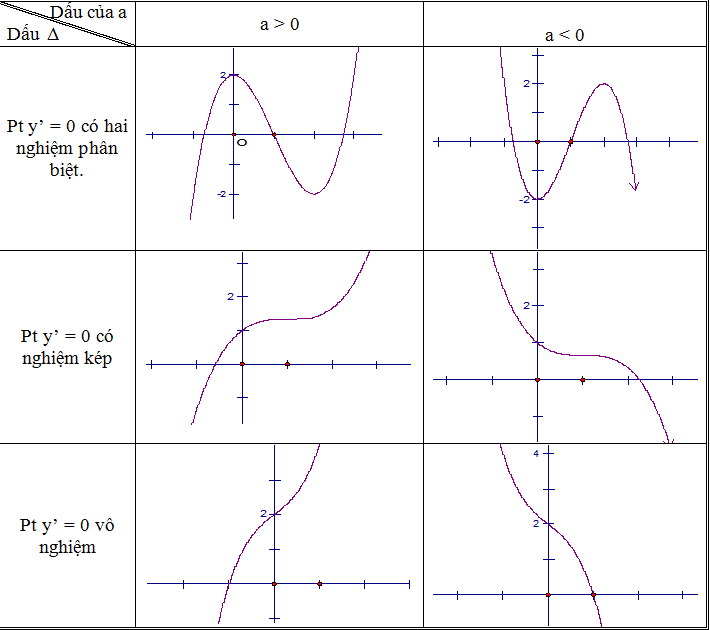 Dấu của a
Dấu Δ
a > 0
a < 0
Pt y’ = 0 có hai
nghiệm phân
biệt.
2
O
-2
2
-2
Pt y’ = 0 có
nghiệm kép
2
2
Pt y’ = 0 vô
nghiệm
2
4
2